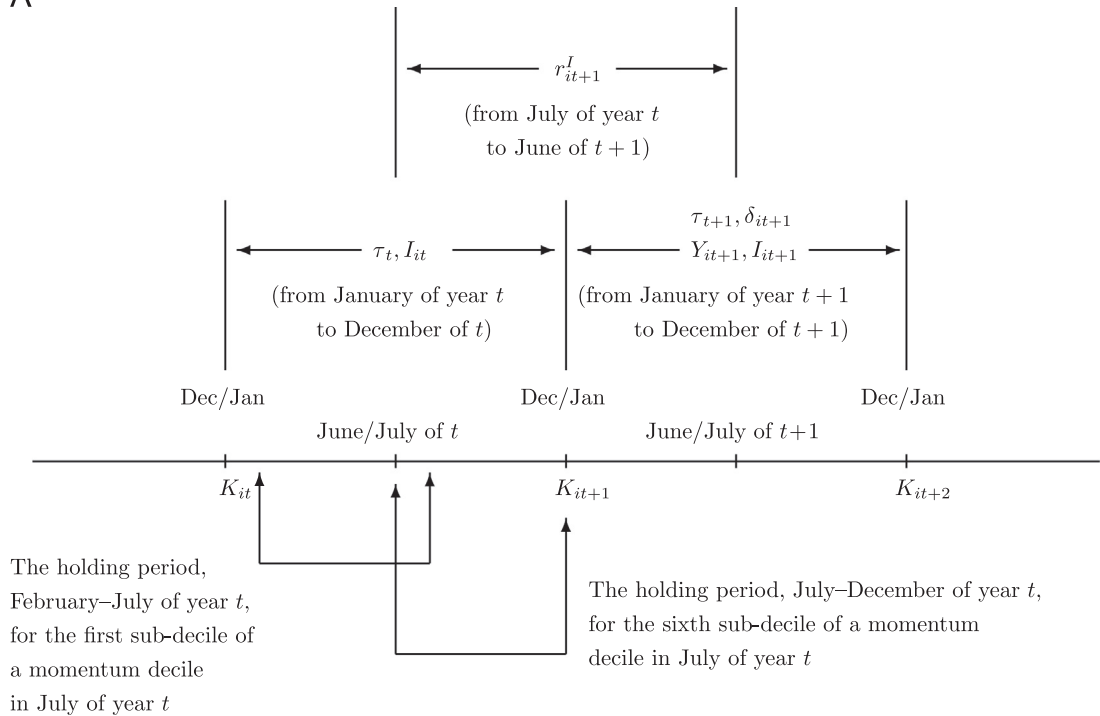 A
r^I_{it+1}
(from July of year t
to June of t + 1)
τ_{t+1}, δ_{it+1}
τ_t, I_{it}
Y_{it+1}, I_{it+1}
(from January of year t
to December of t)
(from January of year t + 1
to December of t + 1)
Dec/Jan
Dec/Jan
Dec/Jan
June/July of t
June/July of t+1
K_{it}
K_{it+1}
K_{it+2}
The holding period,
February–July of year t,
for the first sub-decile of
a momentum decile
in July of year t
The holding period, July–December of year t,
for the sixth sub-decile of a momentum
decile in July of year t